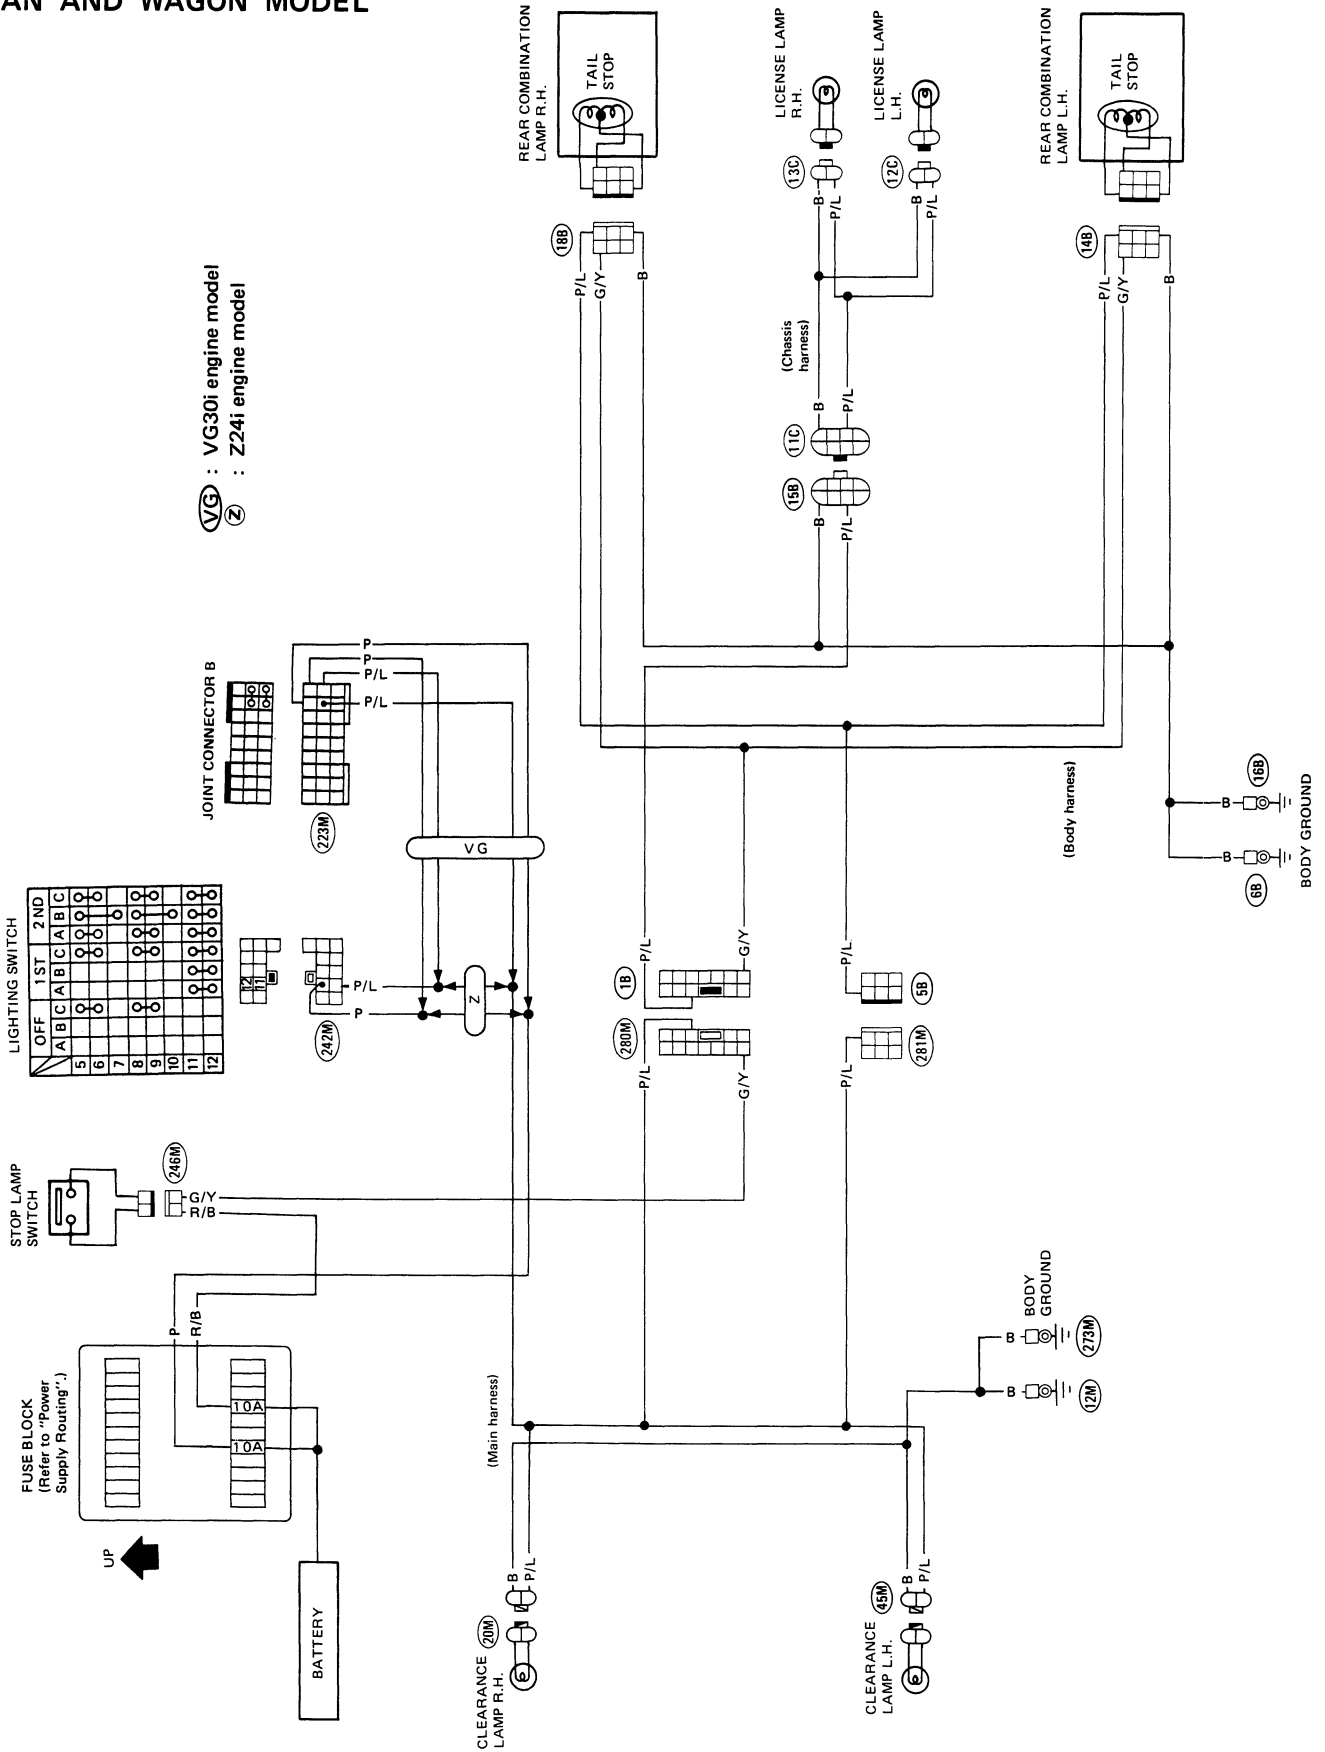 AN AND WAGON MODEL
REAR COMBINATION
LAMP R.H.
TAIL
STOP
LICENSE LAMP
R.H.
LICENSE LAMP
L.H.
REAR COMBINATION
LAMP L.H.
TAIL
STOP
18B
13C
12C
14B
P/L
G/Y
B
B
P/L
B
P/L
P/L
G/Y
B
VG : VG30i engine model
Z : Z24i engine model
(Chassis
harness)
B
P/L
11C
15B
B
P/L
JOINT CONNECTOR B
223M
P
P
P/L
P/L
VG
(Body harness)
B
16B
B
6B
BODY GROUND
LIGHTING SWITCH
OFF 1ST 2 ND
A B C A B C A B C
5
6
7
8
9
10
11
12
12
11
242M
P/L
P
Z
P/L
1B
G/Y
P/L
5B
280M
P/L
G/Y
P/L
281M
STOP LAMP
SWITCH
246M
G/Y
R/B
FUSE BLOCK
(Refer to "Power
Supply Routing".)
P
R/B
10A
10A
UP
BATTERY
(Main harness)
BODY
GROUND
B
273M
B
12M
B
P/L
20M
CLEARANCE
LAMP R.H.
B
P/L
45M
CLEARANCE
LAMP L.H.